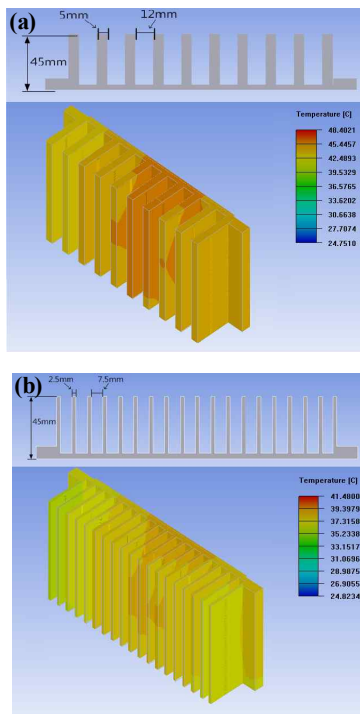 (a)
5mm
12mm
45mm
Temperature [C]
48.4021
45.4457
42.4893
39.5329
36.5765
33.6202
30.6638
27.7074
24.7510
(b)
2.5mm
7.5mm
45mm
Temperature [C]
41.4800
39.3979
37.3158
35.2338
33.1517
31.0696
28.9875
26.9055
24.8234